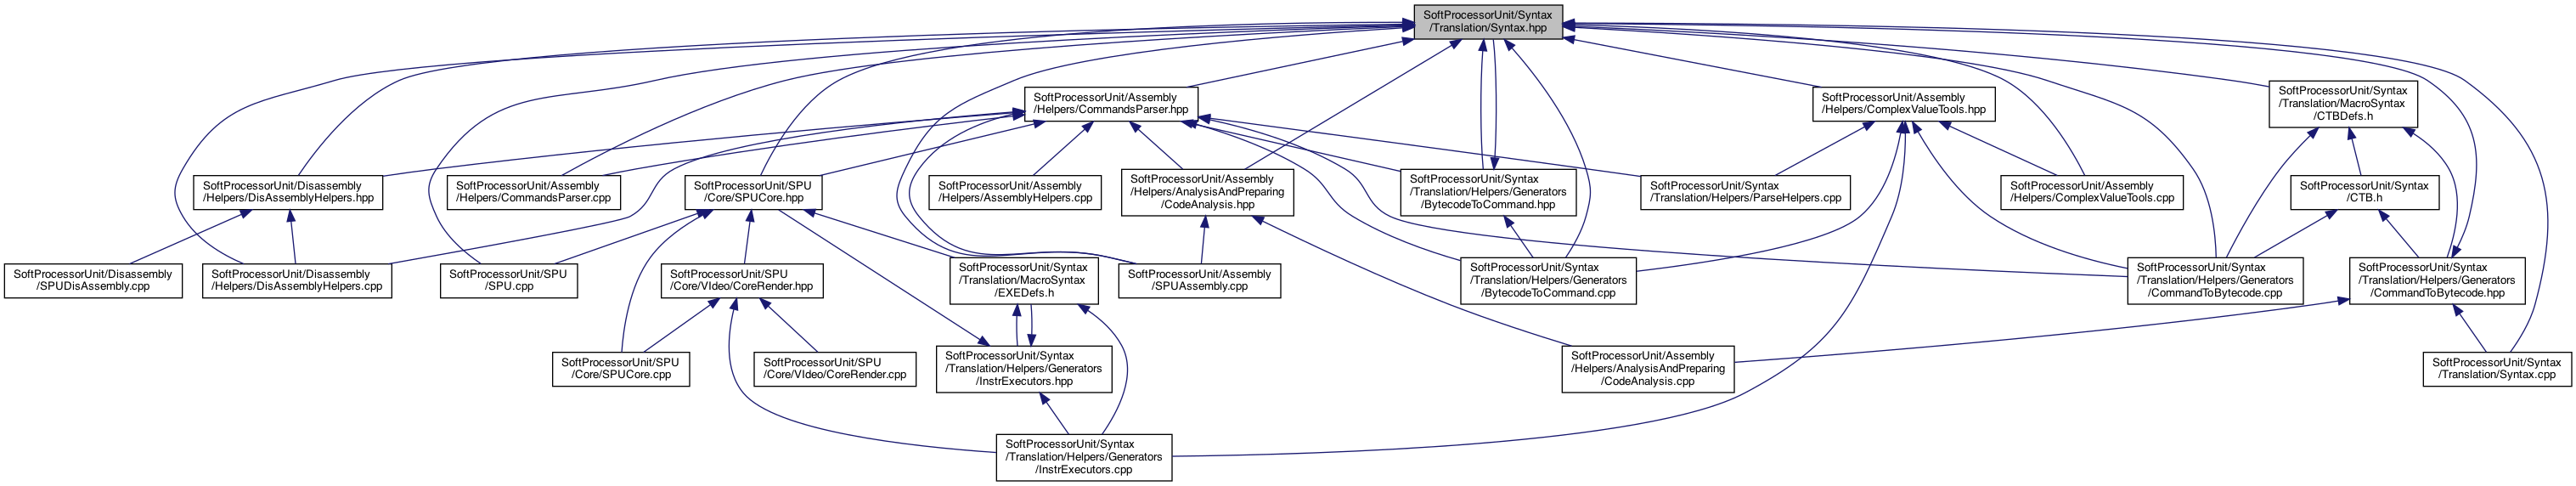 SoftProcessorUnit/Syntax
/Translation/Syntax.hpp
SoftProcessorUnit/Assembly
/Helpers/CommandsParser.hpp
SoftProcessorUnit/Assembly
/Helpers/ComplexValueTools.hpp
SoftProcessorUnit/Syntax
/Translation/MacroSyntax
/CTBDefs.h
SoftProcessorUnit/Disassembly
/Helpers/DisAssemblyHelpers.hpp
SoftProcessorUnit/Assembly
/Helpers/CommandsParser.cpp
SoftProcessorUnit/SPU
/Core/SPUCore.hpp
SoftProcessorUnit/Assembly
/Helpers/AssemblyHelpers.cpp
SoftProcessorUnit/Assembly
/Helpers/AnalysisAndPreparing
/CodeAnalysis.hpp
SoftProcessorUnit/Syntax
/Translation/Helpers/Generators
/BytecodeToCommand.hpp
SoftProcessorUnit/Syntax
/Translation/Helpers/ParseHelpers.cpp
SoftProcessorUnit/Assembly
/Helpers/ComplexValueTools.cpp
SoftProcessorUnit/Syntax
/CTB.h
SoftProcessorUnit/Disassembly
/SPUDisAssembly.cpp
SoftProcessorUnit/Disassembly
/Helpers/DisAssemblyHelpers.cpp
SoftProcessorUnit/SPU
/SPU.cpp
SoftProcessorUnit/SPU
/Core/VIdeo/CoreRender.hpp
SoftProcessorUnit/Syntax
/Translation/MacroSyntax
/EXEDefs.h
SoftProcessorUnit/Assembly
/SPUAssembly.cpp
SoftProcessorUnit/Syntax
/Translation/Helpers/Generators
/BytecodeToCommand.cpp
SoftProcessorUnit/Syntax
/Translation/Helpers/Generators
/CommandToBytecode.cpp
SoftProcessorUnit/Syntax
/Translation/Helpers/Generators
/CommandToBytecode.hpp
SoftProcessorUnit/SPU
/Core/SPUCore.cpp
SoftProcessorUnit/SPU
/Core/VIdeo/CoreRender.cpp
SoftProcessorUnit/Syntax
/Translation/Helpers/Generators
/InstrExecutors.hpp
SoftProcessorUnit/Assembly
/Helpers/AnalysisAndPreparing
/CodeAnalysis.cpp
SoftProcessorUnit/Syntax
/Translation/Syntax.cpp
SoftProcessorUnit/Syntax
/Translation/Helpers/Generators
/InstrExecutors.cpp